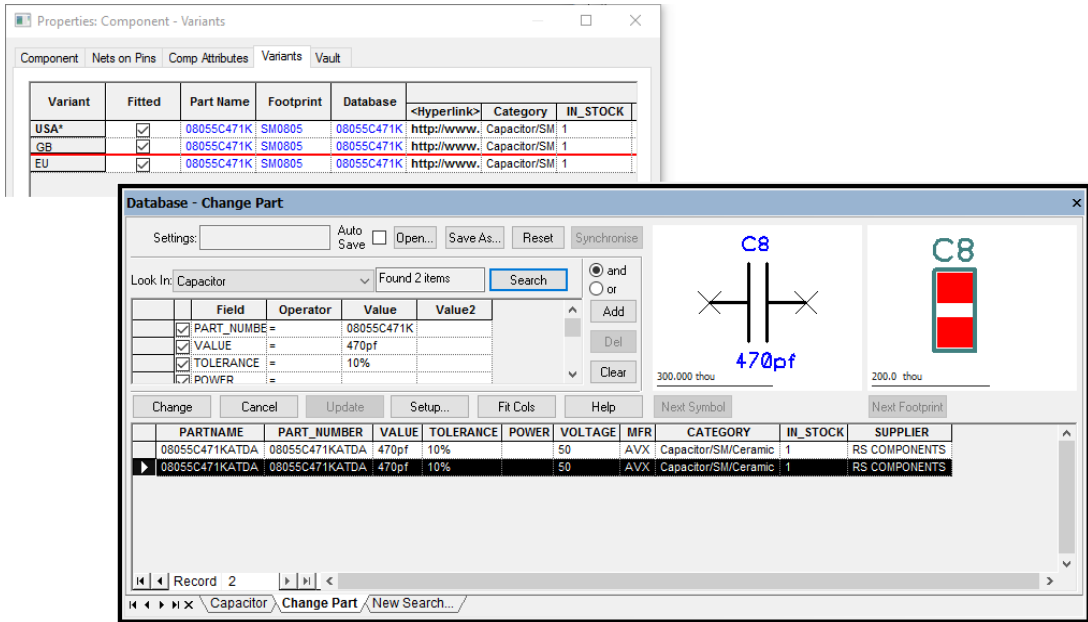 Properties: Component - Variants
Component Nets on Pins Comp Attributes Variants Vault
Variant Fitted Part Name Footprint Database <Hyperlink> Category IN_STOCK
USA* 08055C471K SM0805 08055C471K http://www. Capacitor/SM 1
GB 08055C471K SM0805 08055C471K http://www. Capacitor/SM 1
EU 08055C471K SM0805 08055C471K http://www. Capacitor/SM 1
Database - Change Part
Settings: Auto Save Open... Save As... Reset Synchronise
Look In: Capacitor Found 2 items Search and
or
Field Operator Value Value2 Add
PART_NUMBE = 08055C471K
VALUE = 470pf Del
TOLERANCE = 10%
POWER = Clear
C8
470pf
300.000 thou
C8
200.0 thou
Change Cancel Update Setup... Fit Cols Help Next Symbol Next Footprint
PARTNAME PART_NUMBER VALUE TOLERANCE POWER VOLTAGE MFR CATEGORY IN_STOCK SUPPLIER
08055C471KATDA 08055C471KATDA 470pf 10% 50 AVX Capacitor/SM/Ceramic 1 RS COMPONENTS
08055C471KATDA 08055C471KATDA 470pf 10% 50 AVX Capacitor/SM/Ceramic 1 RS COMPONENTS
Record 2
Capacitor Change Part New Search...